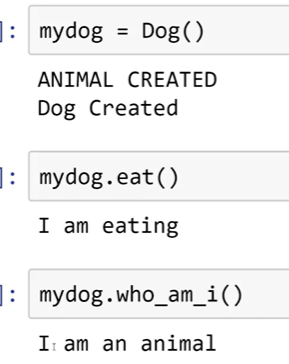 ]: mydog = Dog()
ANIMAL CREATED
Dog Created
]: mydog.eat()
I am eating
]: mydog.who_am_i()
I am an animal